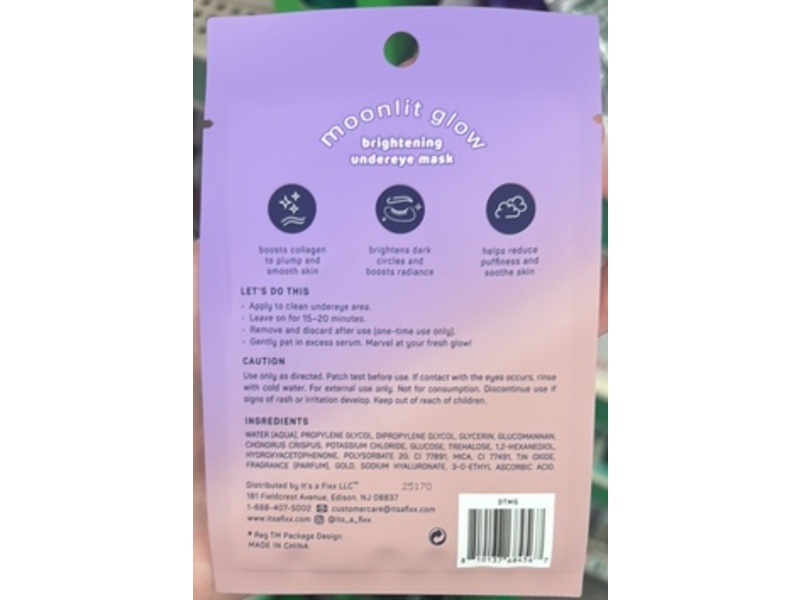 moonlit glow
brightening
undereye mask
boosts collagen
to plump and
smooth skin
brightens dark
circles and
boosts radiance
helps reduce
puffiness and
soothe skin
LET'S DO THIS
- Apply to clean undereye area.
- Leave on for 15-20 minutes.
- Remove and discard after use (one-time use only).
- Gently pat in excess serum. Marvel at your fresh glow!
CAUTION
Use only as directed. Patch test before use. If contact with the eyes occurs, rinse
with cold water. For external use only. Not for consumption. Discontinue use if
signs of rash or irritation develop. Keep out of reach of children.
INGREDIENTS
WATER (AQUA), PROPYLENE GLYCOL, DIPROPYLENE GLYCOL, GLYCERIN, GLUCOMANNAN,
CHONDRUS CRISPUS, POTASSIUM CHLORIDE, GLUCOSE, TREHALOSE, 1,2-HEXANEDIOL,
HYDROXYACETOPHENONE, POLYSORBATE 20, CI 77891, MICA, CI 77491, TIN OXIDE,
FRAGRANCE (PARFUM), GOLD, SODIUM HYALURONATE, 3-O-ETHYL ASCORBIC ACID.
Distributed by It's a Fixx LLC™ 25170
181 Fieldcrest Avenue, Edison, NJ 08837
1-888-407-5002 customercare@itsafixx.com
www.itsafixx.com @its_a_fixx
* Reg TM Package Design
MADE IN CHINA
DTMG
8 10137 68456 7